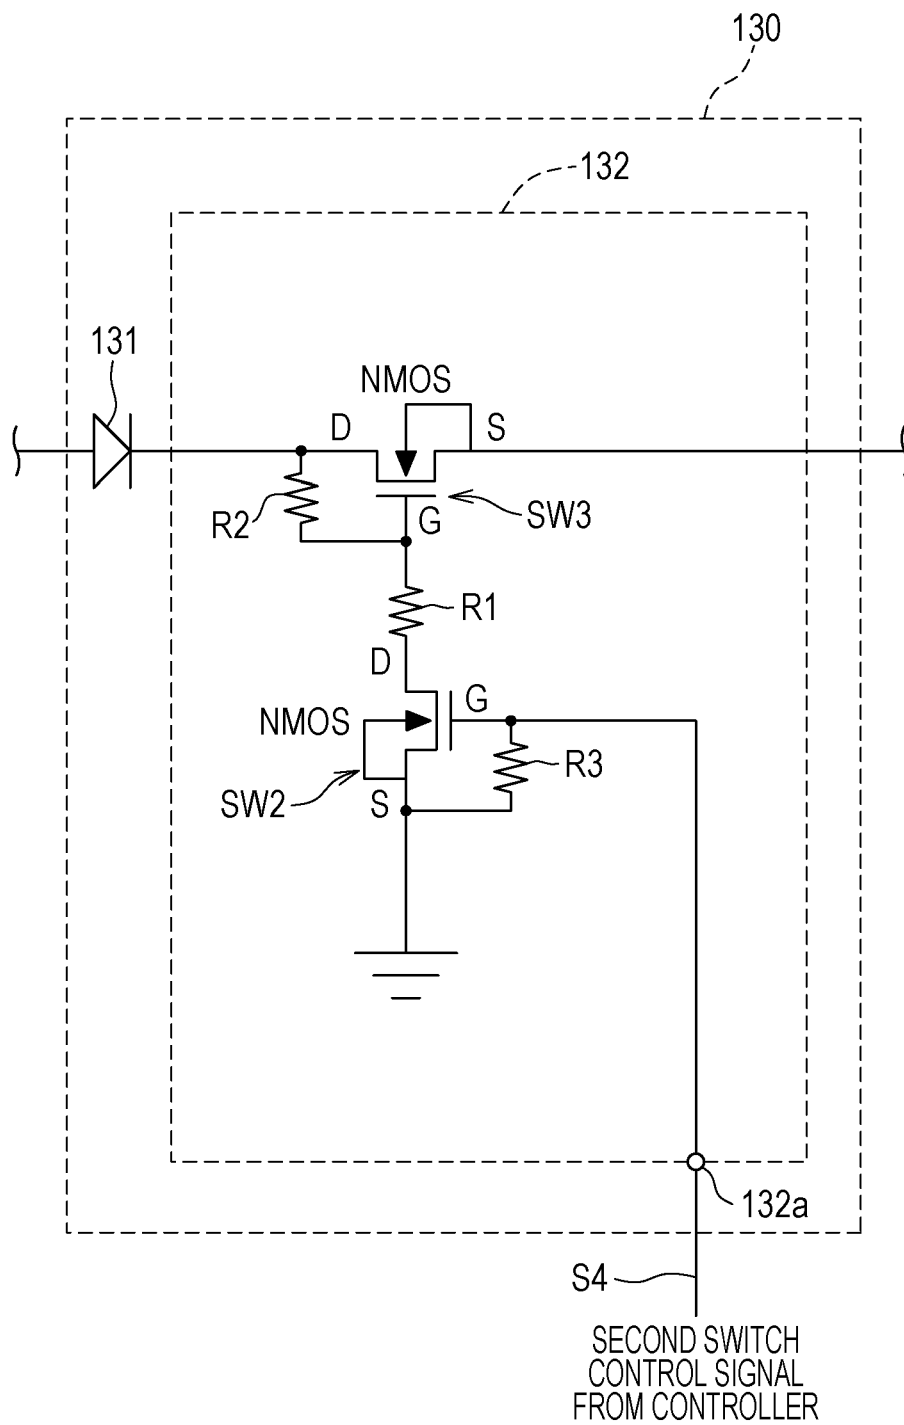 130
132
131
NMOS
D
S
R2
G
SW3
R1
D
G
NMOS
R3
SW2
S
132a
S4
SECOND SWITCH
CONTROL SIGNAL
FROM CONTROLLER